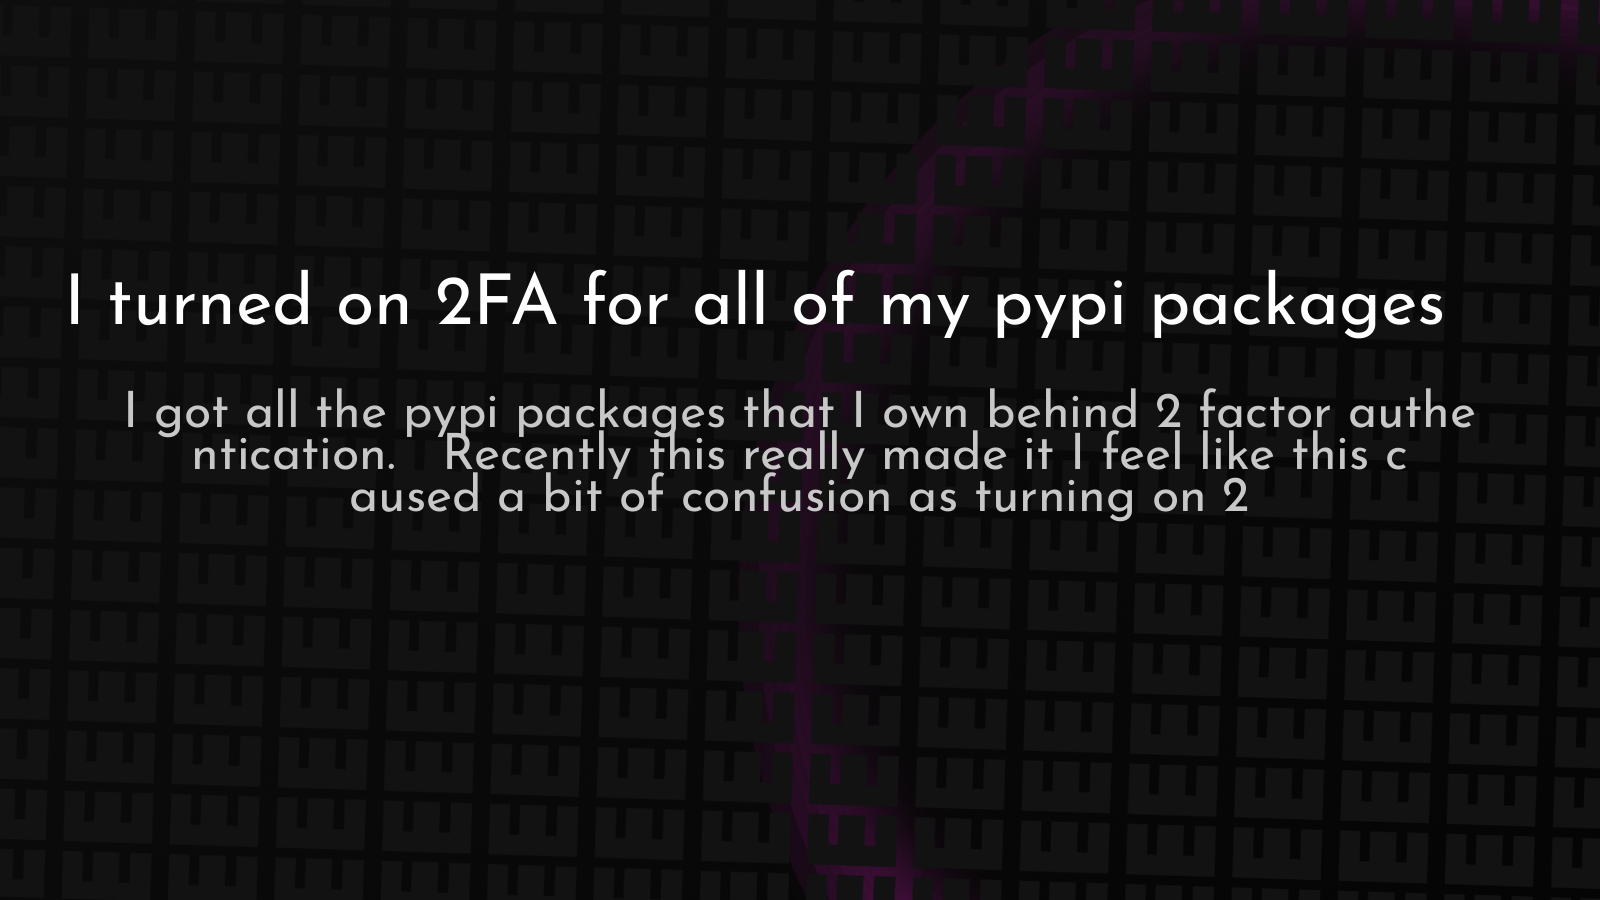 I turned on 2FA for all of my pypi packages
I got all the pypi packages that I own behind 2 factor authe
ntication.   Recently this really made it I feel like this c
aused a bit of confusion as turning on 2